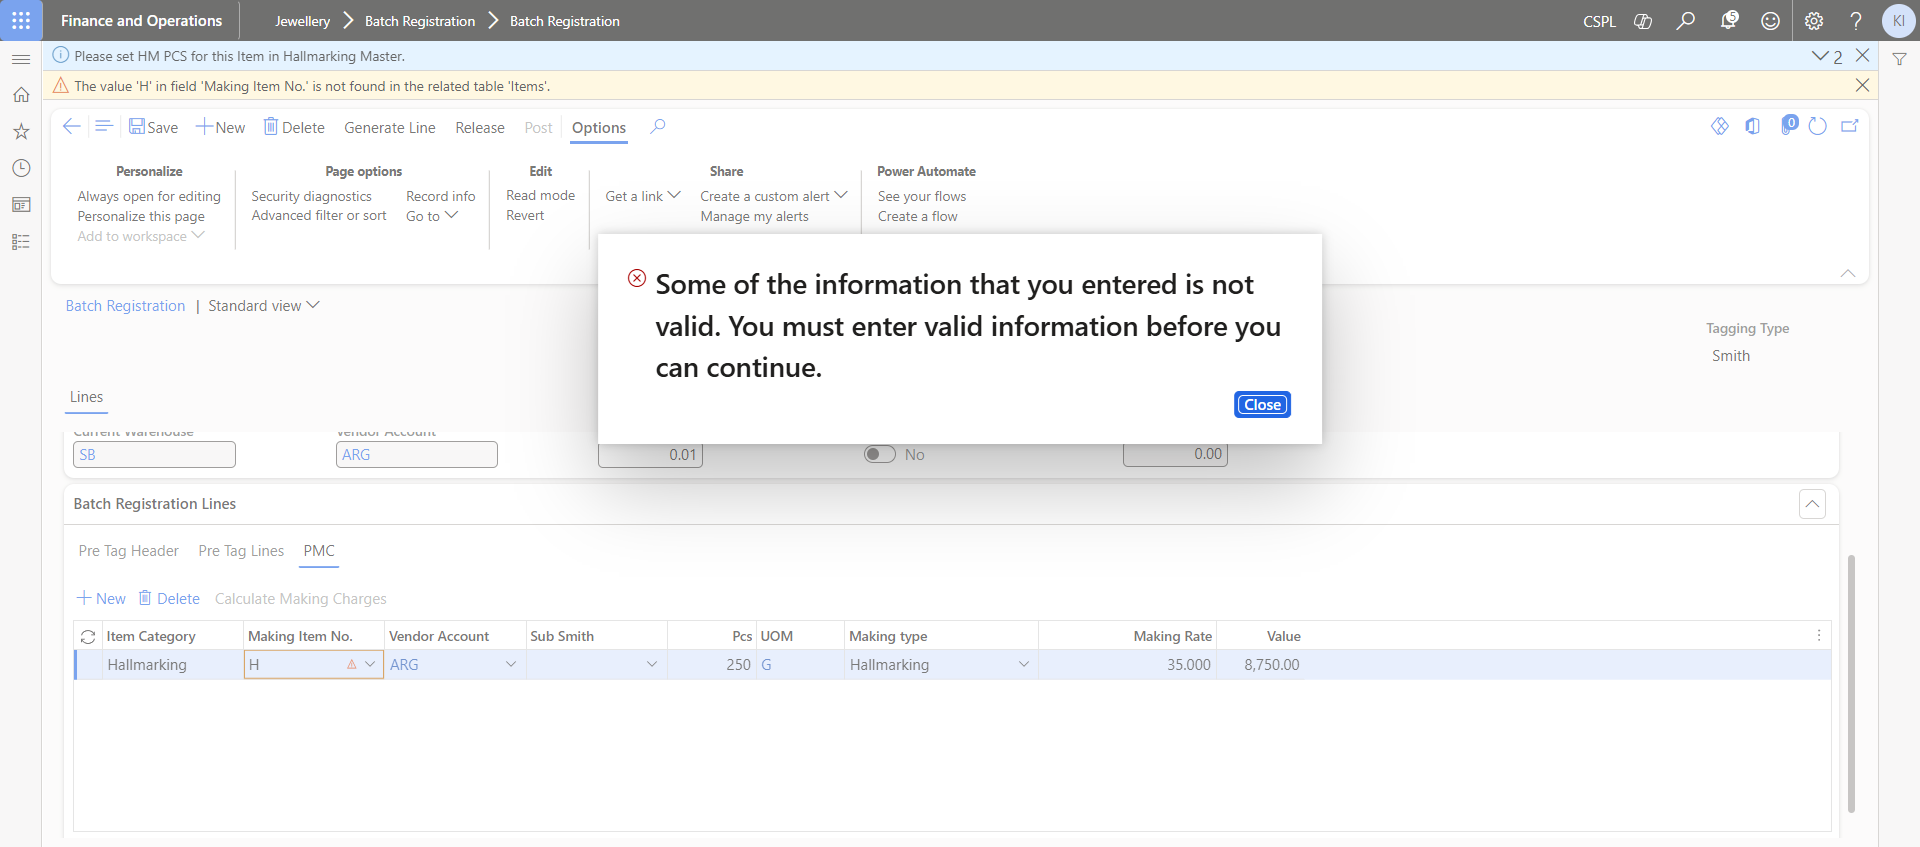 Finance and Operations
Jewellery Batch Registration Batch Registration
CSPL 5 ? KI
Please set HM PCS for this Item in Hallmarking Master. 2
The value 'H' in field 'Making Item No.' is not found in the related table 'Items'.
Save New Delete Generate Line Release Post Options 0
Personalize Page options Edit Share Power Automate
Always open for editing Security diagnostics Record info Read mode Get a link Create a custom alert See your flows
Personalize this page Advanced filter or sort Go to Revert Manage my alerts Create a flow
Add to workspace
Some of the information that you entered is not
valid. You must enter valid information before you
can continue.
Close
Batch Registration | Standard view
Tagging Type
Smith
Lines
Current Warehouse Vendor Account
SB ARG 0.01 No 0.00
Batch Registration Lines
Pre Tag Header Pre Tag Lines PMC
New Delete Calculate Making Charges
Item Category Making Item No. Vendor Account Sub Smith Pcs UOM Making type Making Rate Value
Hallmarking H ARG 250 G Hallmarking 35.000 8,750.00